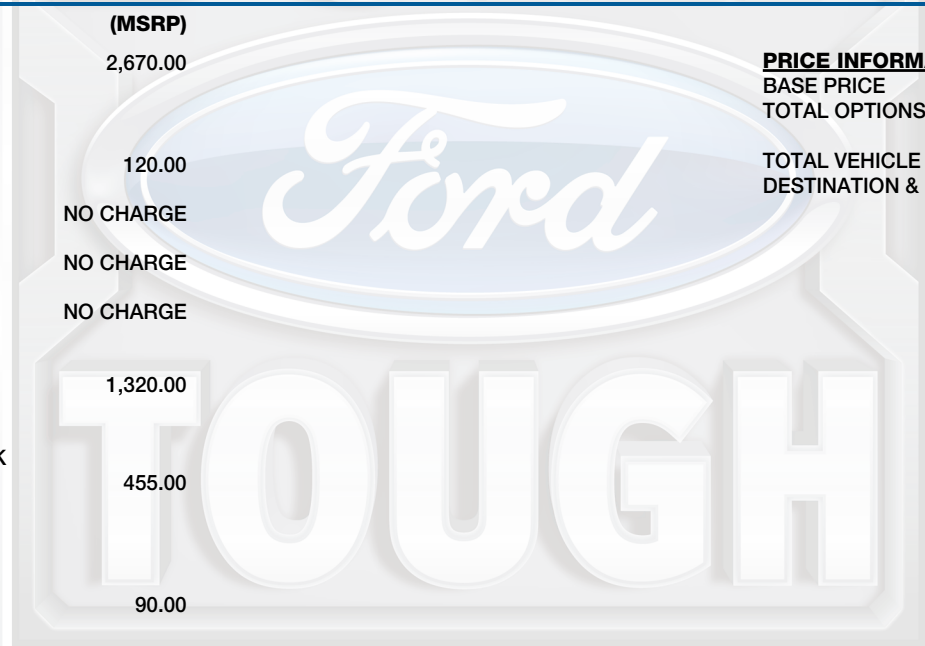 (MSRP)
2,670.00
120.00
NO CHARGE
NO CHARGE
NO CHARGE
1,320.00
K
455.00
90.00
PRICE INFORMA
BASE PRICE
TOTAL OPTIONS
TOTAL VEHICLE
DESTINATION &
Ford
TOUGH